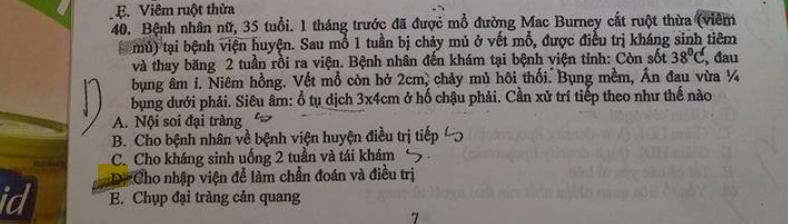 E. Viêm ruột thừa
40. Bệnh nhân nữ, 35 tuổi. 1 tháng trước đã được mổ đường Mac Burney cắt ruột thừa (viêm
mủ) tại bệnh viện huyện. Sau mổ 1 tuần bị chảy mủ ở vết mổ, được điều trị kháng sinh tiêm
và thay băng 2 tuần rồi ra viện. Bệnh nhân đến khám tại bệnh viện tỉnh: Còn sốt 38⁰C, đau
bụng âm ỉ. Niêm hồng. Vết mổ còn hở 2cm, chảy mủ hôi thối. Bụng mềm, Ấn đau vừa ¼
bụng dưới phải. Siêu âm: ổ tụ dịch 3x4cm ở hố chậu phải. Cần xử trí tiếp theo như thế nào
D
A. Nội soi đại tràng
B. Cho bệnh nhân về bệnh viện huyện điều trị tiếp
C. Cho kháng sinh uống 2 tuần và tái khám
D. Cho nhập viện để làm chẩn đoán và điều trị
E. Chụp đại tràng cản quang
7
id